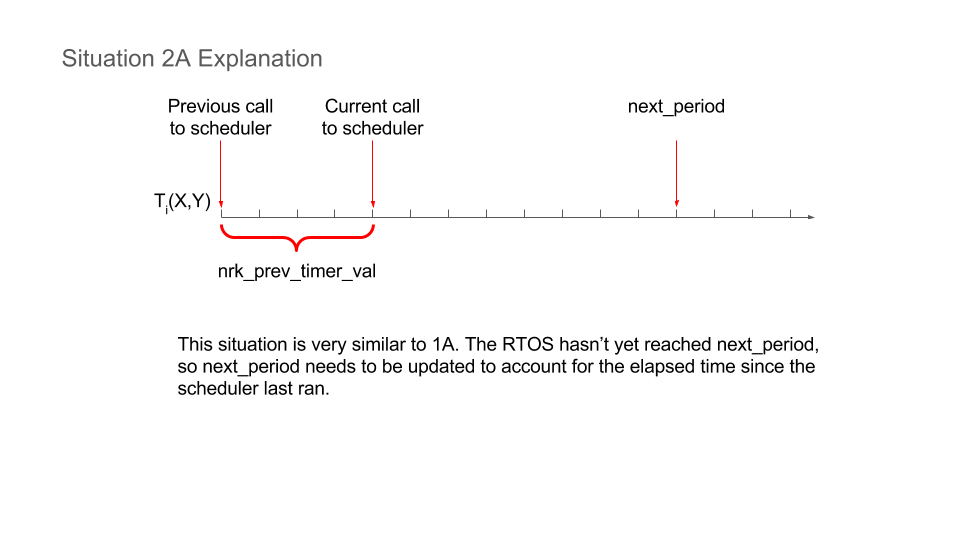 Situation 2A Explanation
Previous call
to scheduler
Current call
to scheduler
next_period
Ti(X,Y)
nrk_prev_timer_val
This situation is very similar to 1A. The RTOS hasn’t yet reached next_period,
so next_period needs to be updated to account for the elapsed time since the
scheduler last ran.